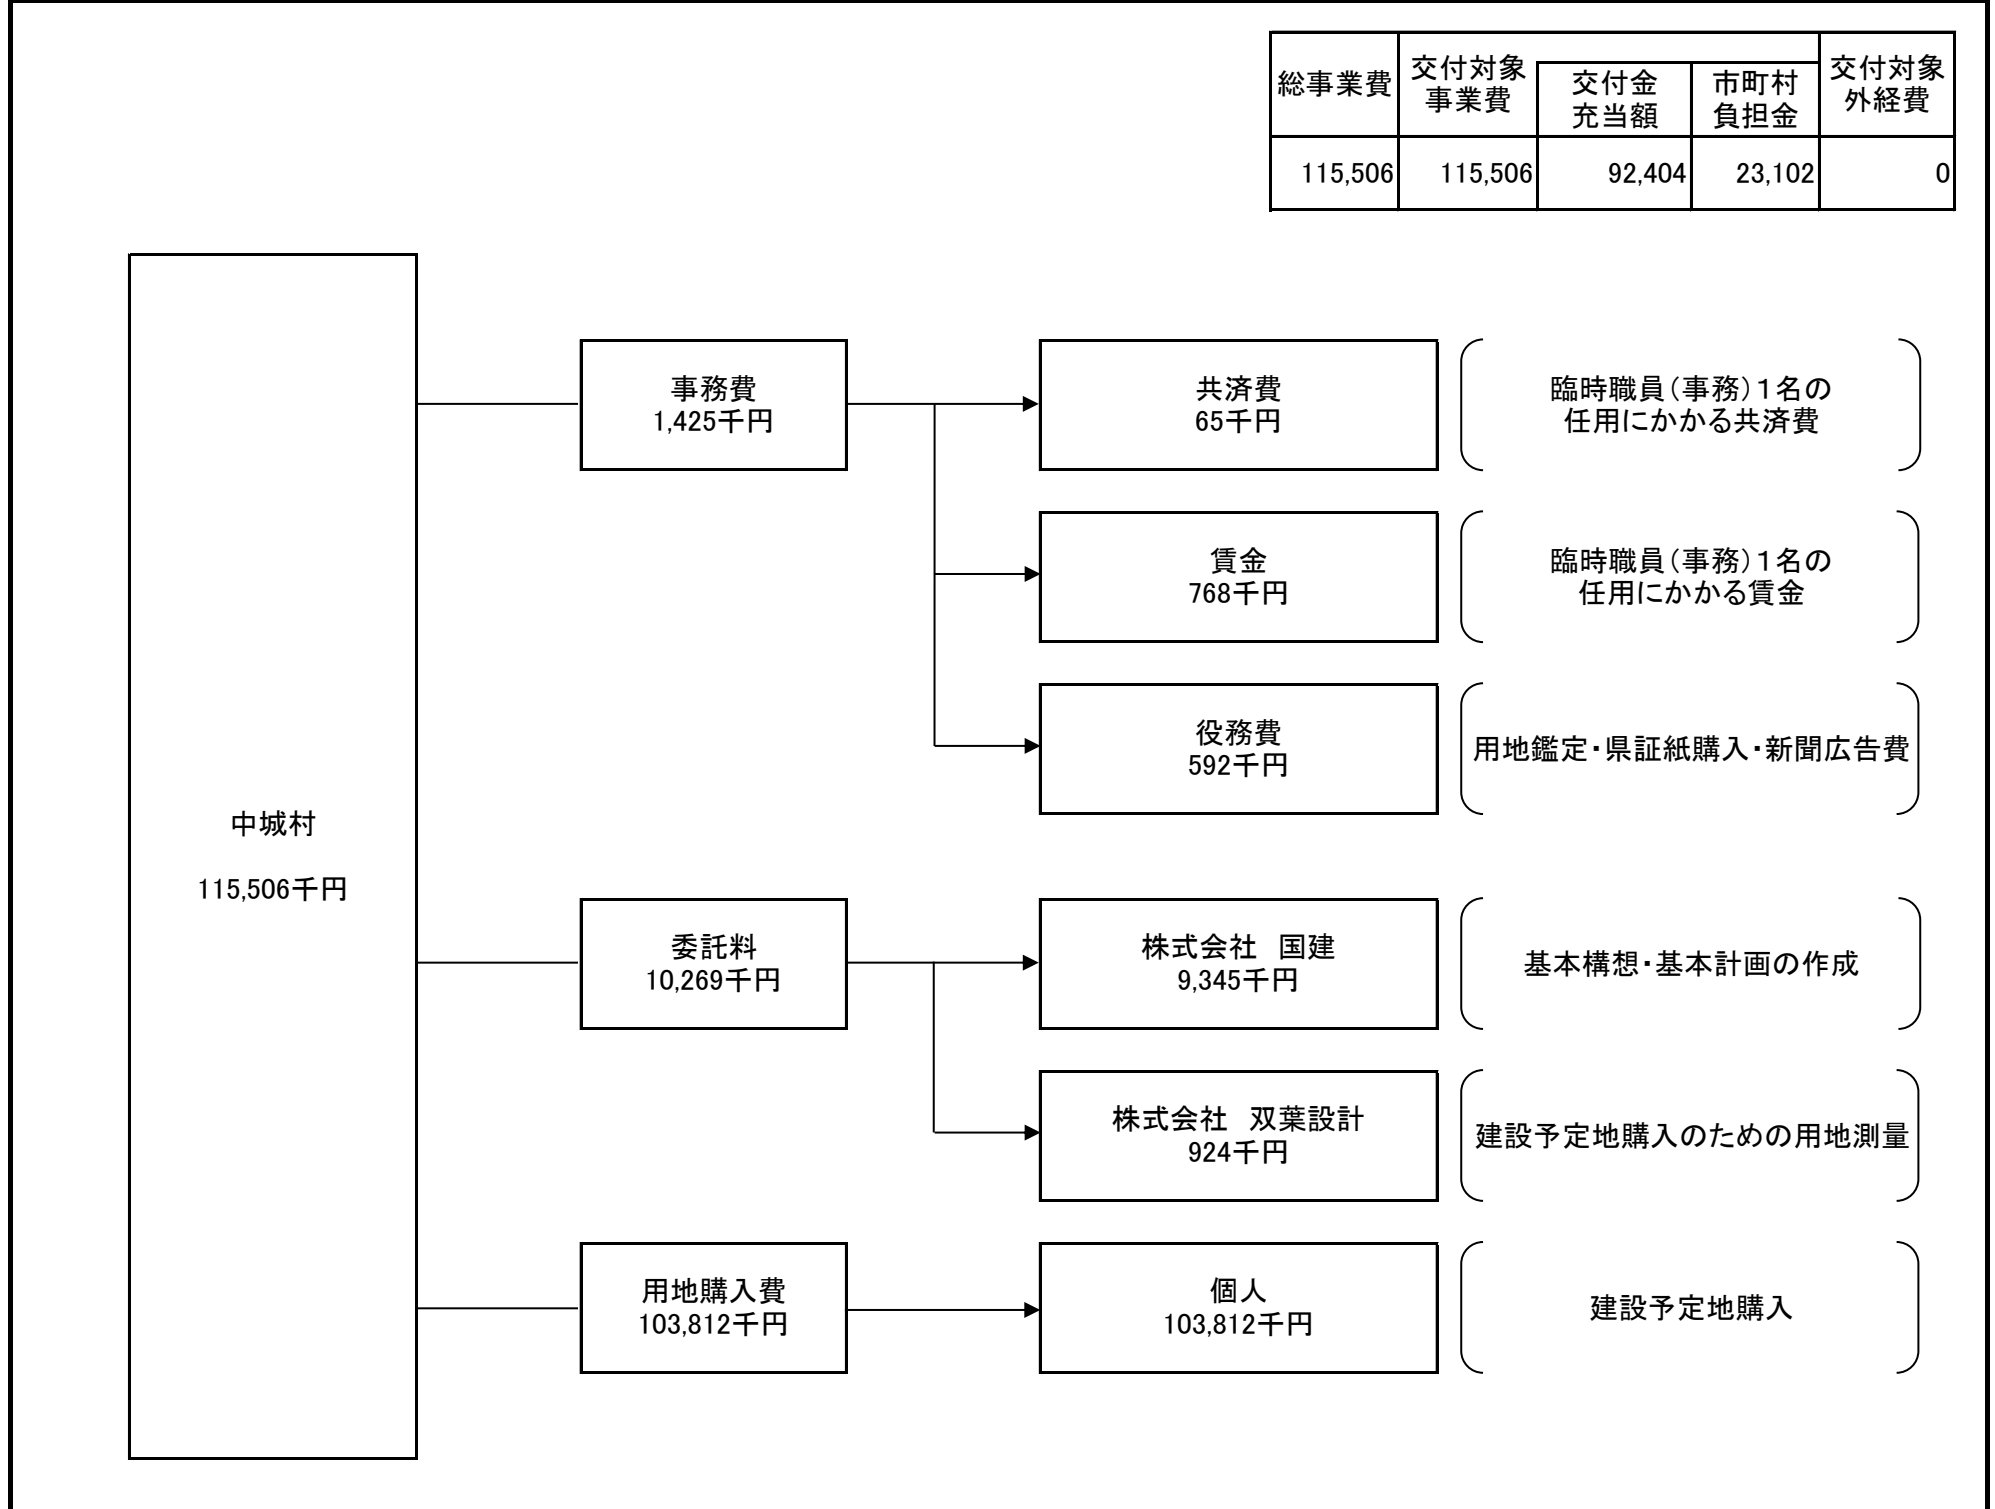 総事業費
交付対象
事業費
交付金
充当額
市町村
負担金
交付対象
外経費
115,506
115,506
92,404
23,102
0
中城村
115,506千円
事務費
1,425千円
共済費
65千円
臨時職員（事務）１名の
任用にかかる共済費
賃金
768千円
臨時職員（事務）１名の
任用にかかる賃金
役務費
592千円
用地鑑定・県証紙購入・新聞広告費
委託料
10,269千円
株式会社　国建
9,345千円
基本構想・基本計画の作成
株式会社　双葉設計
924千円
建設予定地購入のための用地測量
用地購入費
103,812千円
個人
103,812千円
建設予定地購入